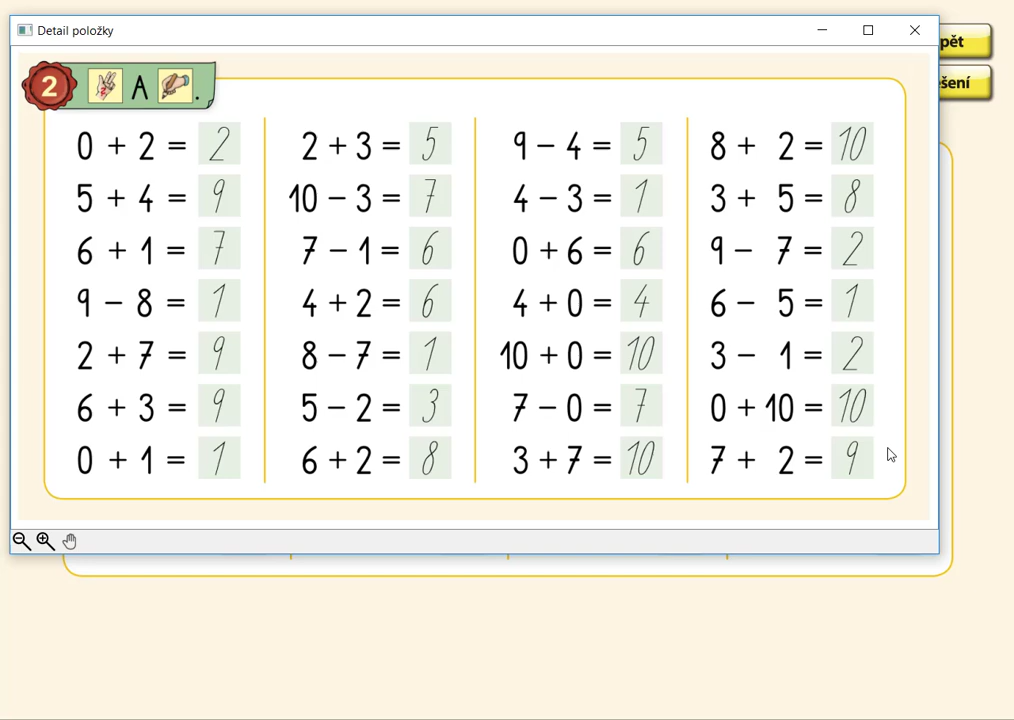 Detail položky
pět
ešení
2 A .
0 + 2 = 2
5 + 4 = 9
6 + 1 = 7
9 – 8 = 1
2 + 7 = 9
6 + 3 = 9
0 + 1 = 1
2 + 3 = 5
10 – 3 = 7
7 – 1 = 6
4 + 2 = 6
8 – 7 = 1
5 – 2 = 3
6 + 2 = 8
9 – 4 = 5
4 – 3 = 1
0 + 6 = 6
4 + 0 = 4
10 + 0 = 10
7 – 0 = 7
3 + 7 = 10
8 + 2 = 10
3 + 5 = 8
9 – 7 = 2
6 – 5 = 1
3 – 1 = 2
0 + 10 = 10
7 + 2 = 9